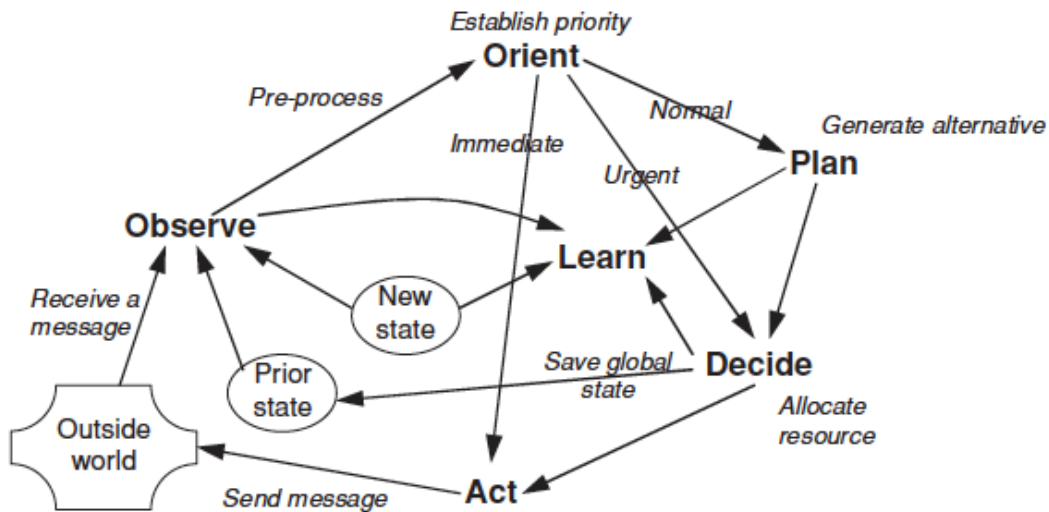 Establish priority
Orient
Pre-process
Normal
Generate alternative
Immediate
Plan
Urgent
Observe
Learn
Receive a
message
New
state
Prior
state
Save global
state
Decide
Allocate
resource
Outside
world
Send message
Act